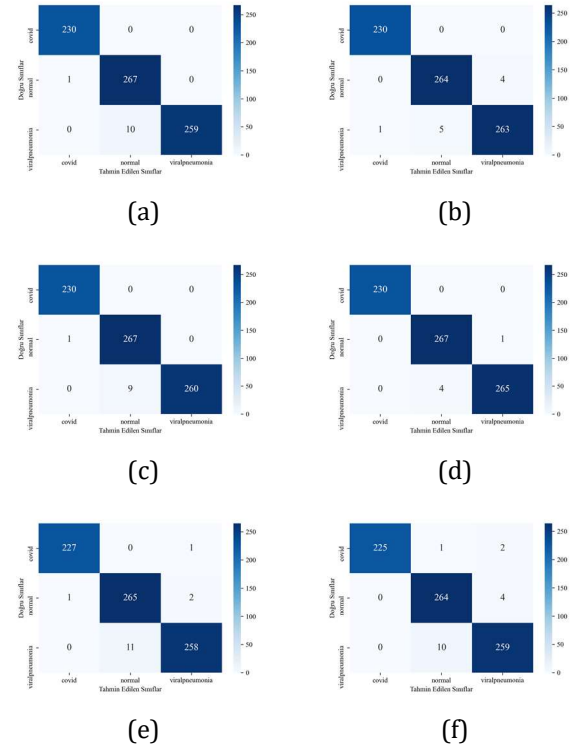 250
200
150
100
50
0
Doğru Sınıflar
covid
230 0 0
normal
1 267 0
viralpneumonia
0 10 259
covid normal viralpneumonia
Tahmin Edilen Sınıflar
(a)
250
200
150
100
50
0
Doğru Sınıflar
covid
230 0 0
normal
0 264 4
viralpneumonia
1 5 263
covid normal viralpneumonia
Tahmin Edilen Sınıflar
(b)
250
200
150
100
50
0
Doğru Sınıflar
covid
230 0 0
normal
1 267 0
viralpneumonia
0 9 260
covid normal viralpneumonia
Tahmin Edilen Sınıflar
(c)
250
200
150
100
50
0
Doğru Sınıflar
covid
230 0 0
normal
0 267 1
viralpneumonia
0 4 265
covid normal viralpneumonia
Tahmin Edilen Sınıflar
(d)
250
200
150
100
50
0
Doğru Sınıflar
covid
227 0 1
normal
1 265 2
viralpneumonia
0 11 258
covid normal viralpneumonia
Tahmin Edilen Sınıflar
(e)
250
200
150
100
50
0
Doğru Sınıflar
covid
225 1 2
normal
0 264 4
viralpneumonia
0 10 259
covid normal viralpneumonia
Tahmin Edilen Sınıflar
(f)